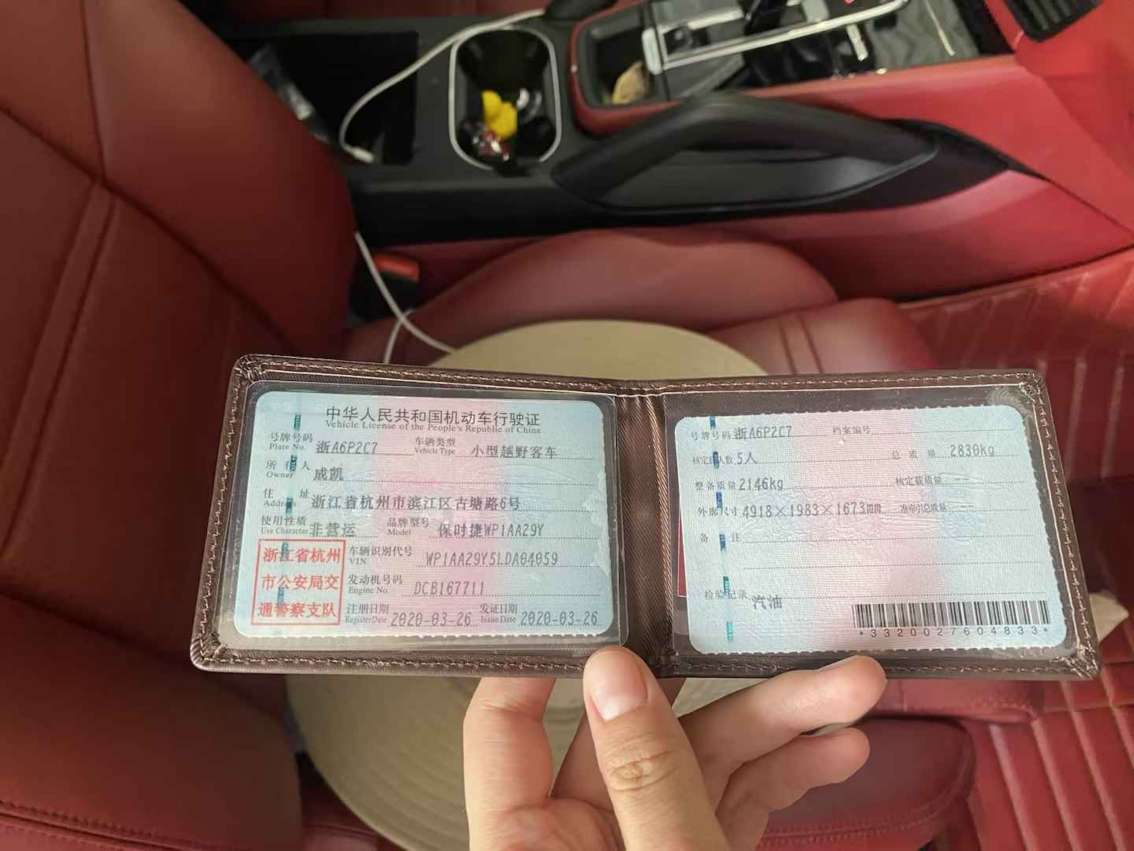 中华人民共和国机动车行驶证
Vehicle License of the People's Republic of China
号牌号码 浙A6P2C7 车辆类型 小型越野客车
Plate No. Vehicle Type
所有人 戚凯
Owner
住址 浙江省杭州市滨江区古塘路6号
Address
使用性质 非营运 品牌型号 保时捷WP1AA29Y
Use Character Model
浙江省杭州
市公安局交
通警察支队
车辆识别代号 WP1AA29Y5LDA04059
VIN
发动机号码 DCB167711
Engine No.
注册日期 2020-03-26 发证日期 2020-03-26
Register Date Issue Date
号牌号码 浙A6P2C7 档案编号
核定载人数 5人 总质量 2830kg
整备质量 2146kg 核定载质量 --
外廓尺寸 4918×1983×1673mm 准牵引总质量 --
备注
检验记录 汽油
*3320027604833*